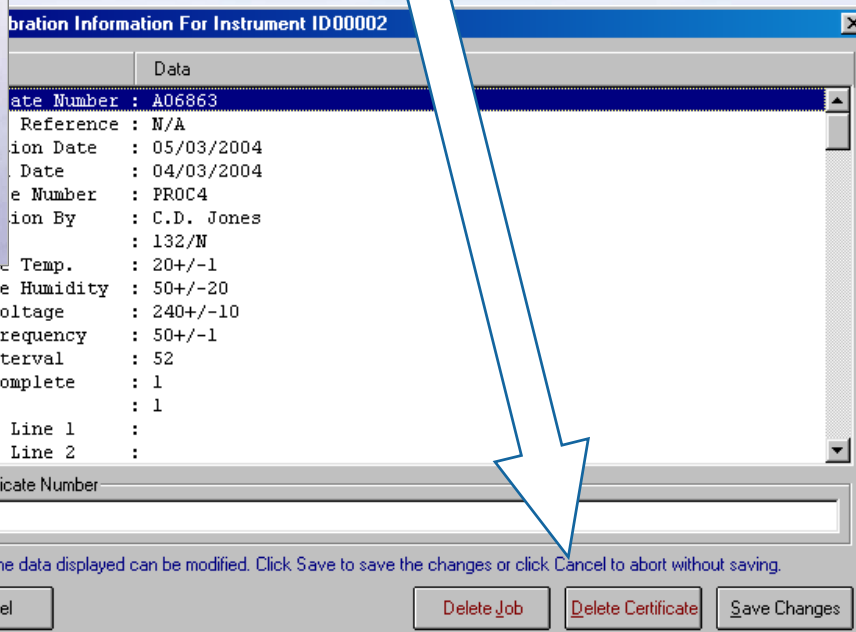 bration Information For Instrument ID00002
Data
ate Number : A06863
Reference : N/A
ion Date : 05/03/2004
Date : 04/03/2004
e Number : PROC4
ion By : C.D. Jones
: 132/N
e Temp. : 20+/-1
e Humidity : 50+/-20
oltage : 240+/-10
requency : 50+/-1
terval : 52
omplete : 1
: 1
Line 1 :
Line 2 :
icate Number
he data displayed can be modified. Click Save to save the changes or click Cancel to abort without saving.
el
Delete Job
Delete Certificate
Save Changes